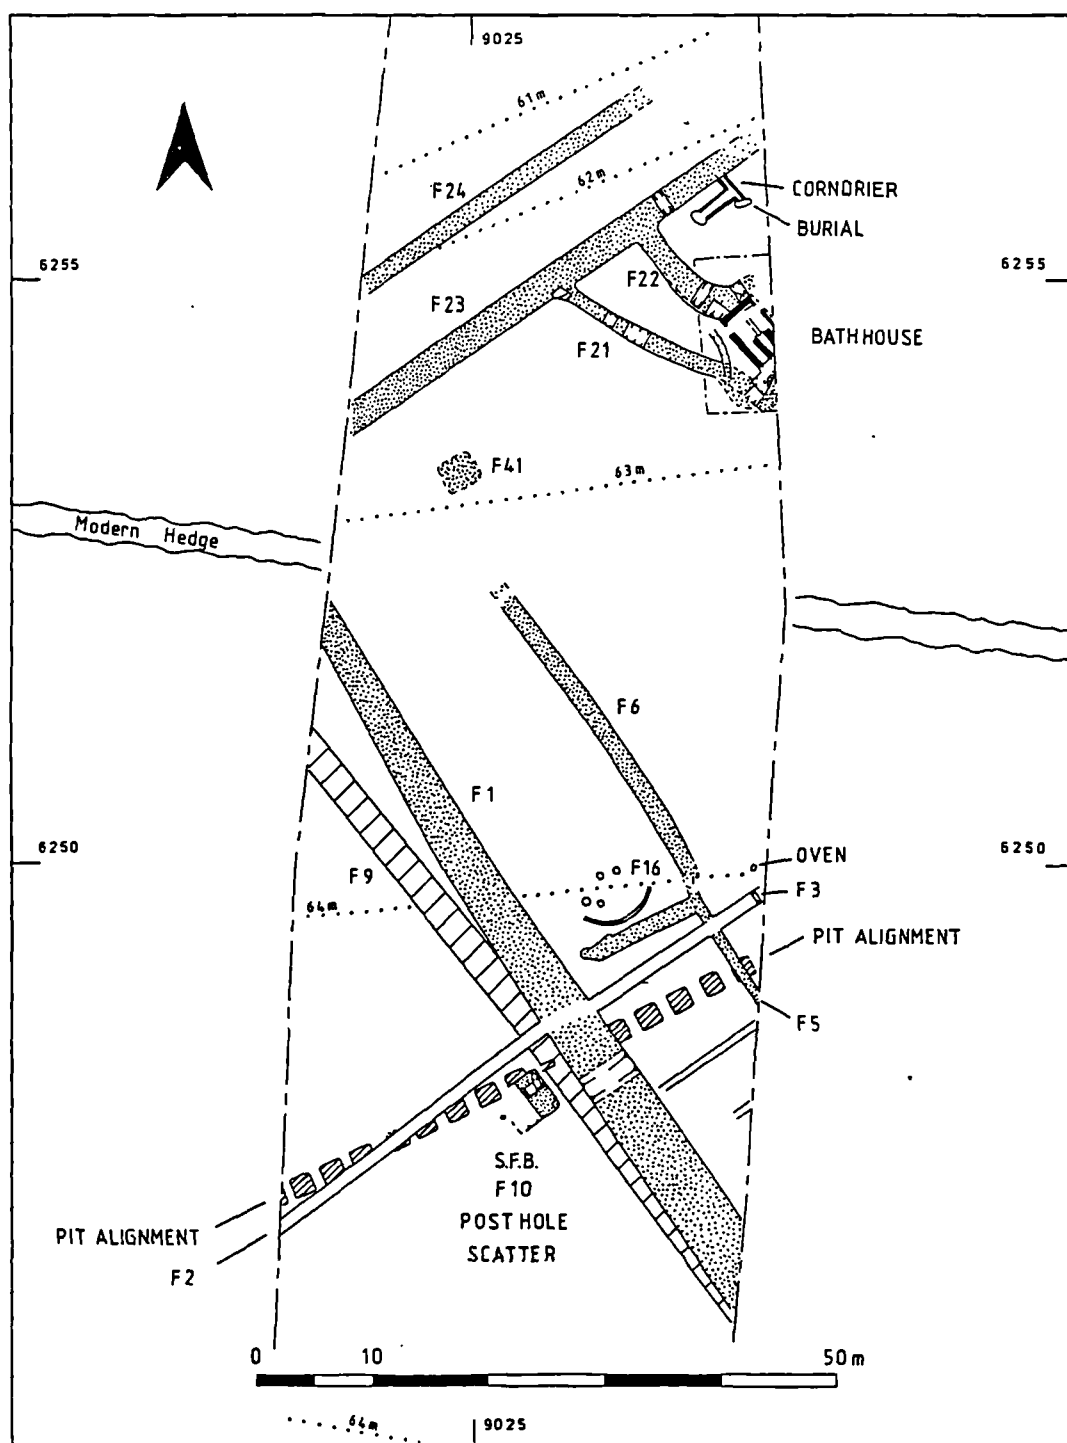 9025
61m
F24
62m
CORNDRIER
BURIAL
6255
6255
F22
F23
F21
BATHHOUSE
F41
63m
Modern Hedge
F6
F1
6250
6250
OVEN
F16
F9
F3
64m
PIT ALIGNMENT
F5
S.F.B.
F10
POST HOLE
SCATTER
PIT ALIGNMENT
F2
0 10 50m
64m
9025